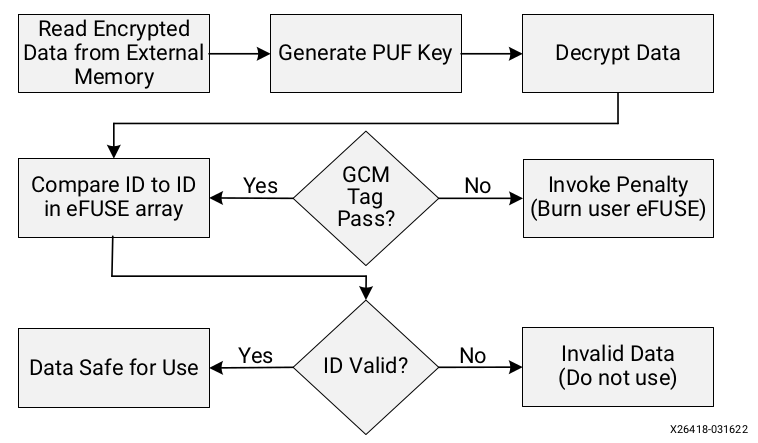 Read Encrypted
Data from External
Memory
Generate PUF Key
Decrypt Data
Compare ID to ID
in eFUSE array
Yes
GCM
Tag
Pass?
No
Invoke Penalty
(Burn user eFUSE)
Data Safe for Use
Yes
ID Valid?
No
Invalid Data
(Do not use)
X26418-031622